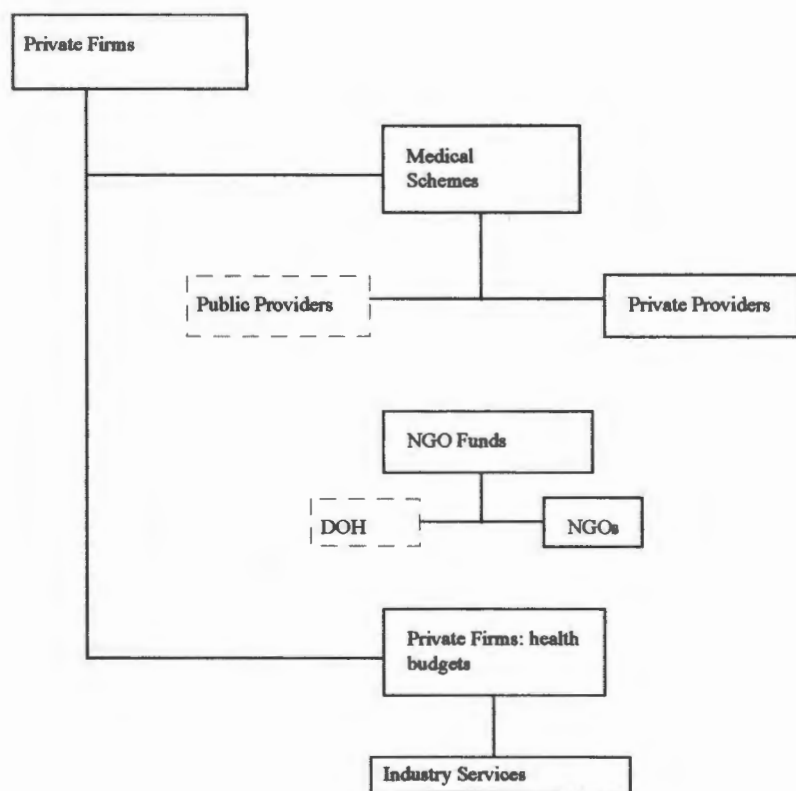 Private Firms
Medical
Schemes
Public Providers
Private Providers
NGO Funds
DOH
NGOs
Private Firms: health
budgets
Industry Services